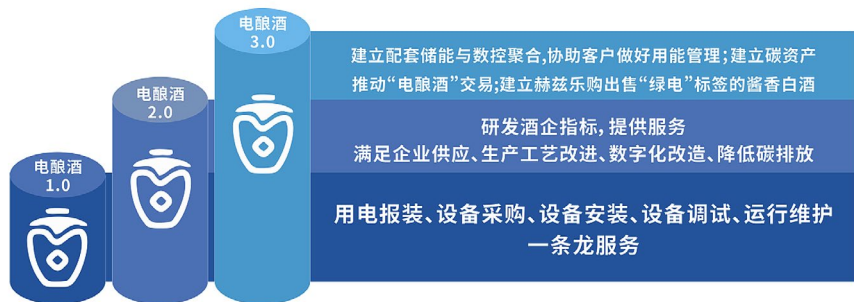 电酿酒
3.0
建立配套储能与数控聚合,协助客户做好用能管理;建立碳资产
推动“电酿酒”交易;建立赫兹乐购出售“绿电”标签的酱香白酒
电酿酒
2.0
研发酒企指标,提供服务
满足企业供应、生产工艺改进、数字化改造、降低碳排放
电酿酒
1.0
用电报装、设备采购、设备安装、设备调试、运行维护
一条龙服务